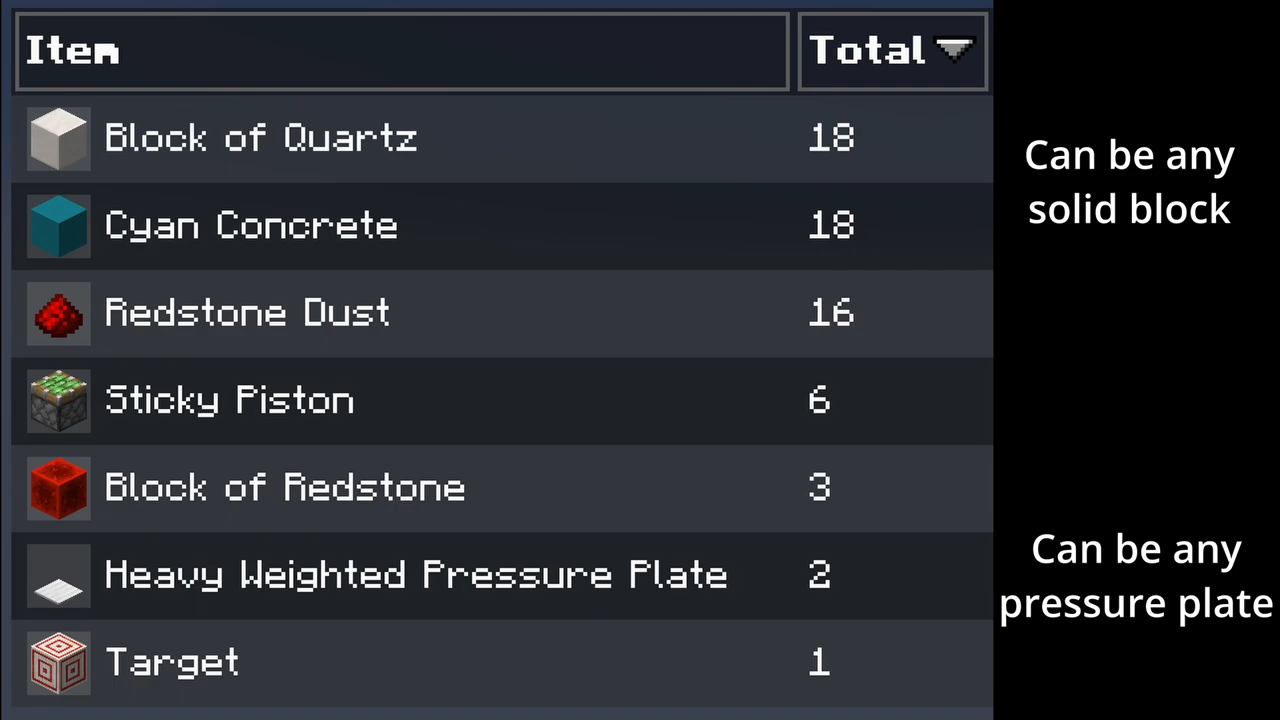 Item Total
Block of Quartz 18
Can be any
solid block
Cyan Concrete 18
Redstone Dust 16
Sticky Piston 6
Block of Redstone 3
Heavy Weighted Pressure Plate 2
Can be any
pressure plate
Target 1